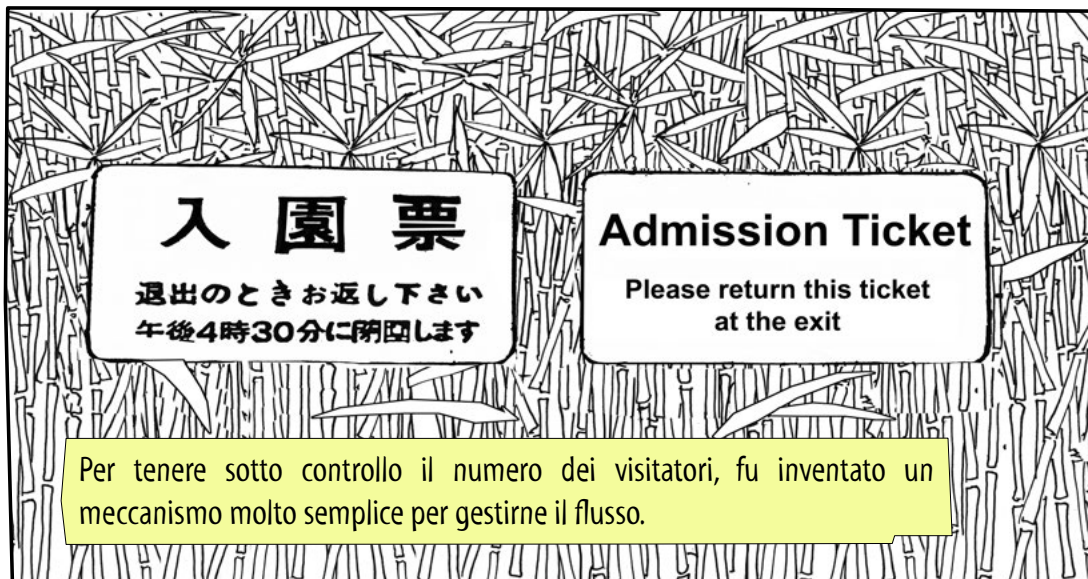 入園票
退出のときお返し下さい
午後4時30分に閉園します
Admission Ticket
Please return this ticket
at the exit
Per tenere sotto controllo il numero dei visitatori, fu inventato un
meccanismo molto semplice per gestirne il flusso.